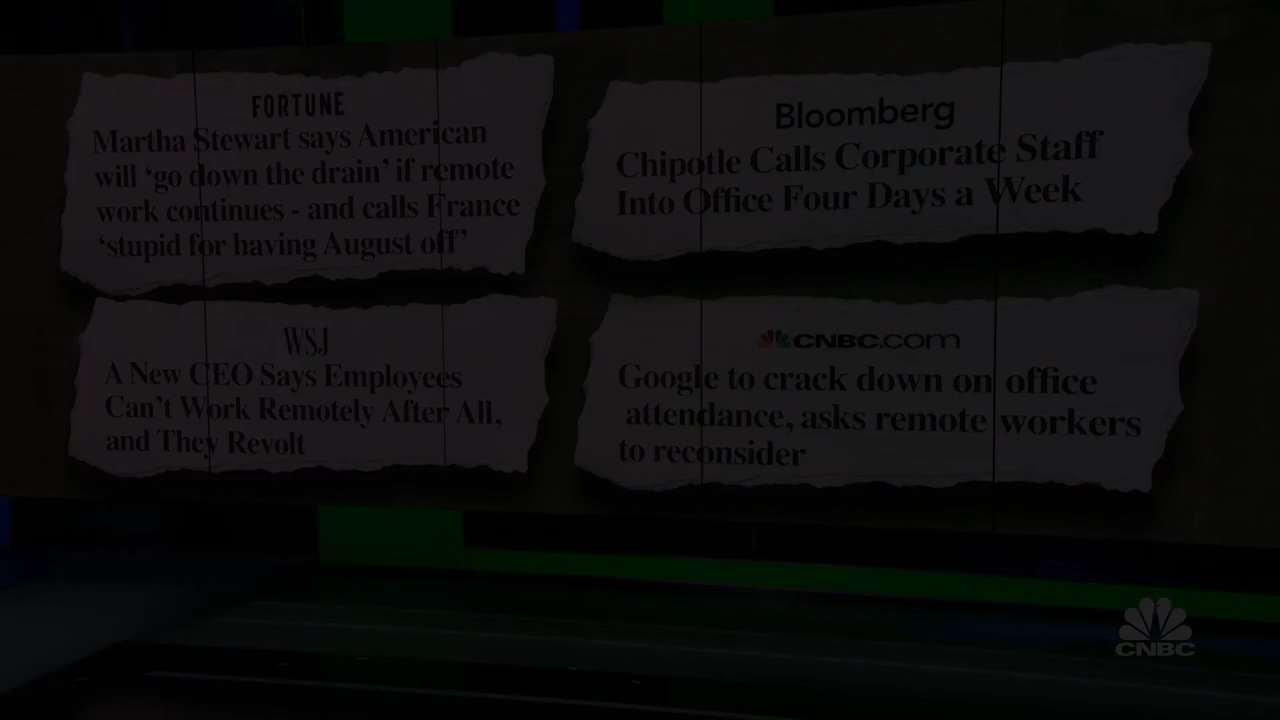 FORTUNE
Martha Stewart says American
will ‘go down the drain’ if remote
work continues - and calls France
‘stupid for having August off’
Bloomberg
Chipotle Calls Corporate Staff
Into Office Four Days a Week
WSJ
A New CEO Says Employees
Can’t Work Remotely After All,
and They Revolt
CNBC.com
Google to crack down on office
attendance, asks remote workers
to reconsider
CNBC